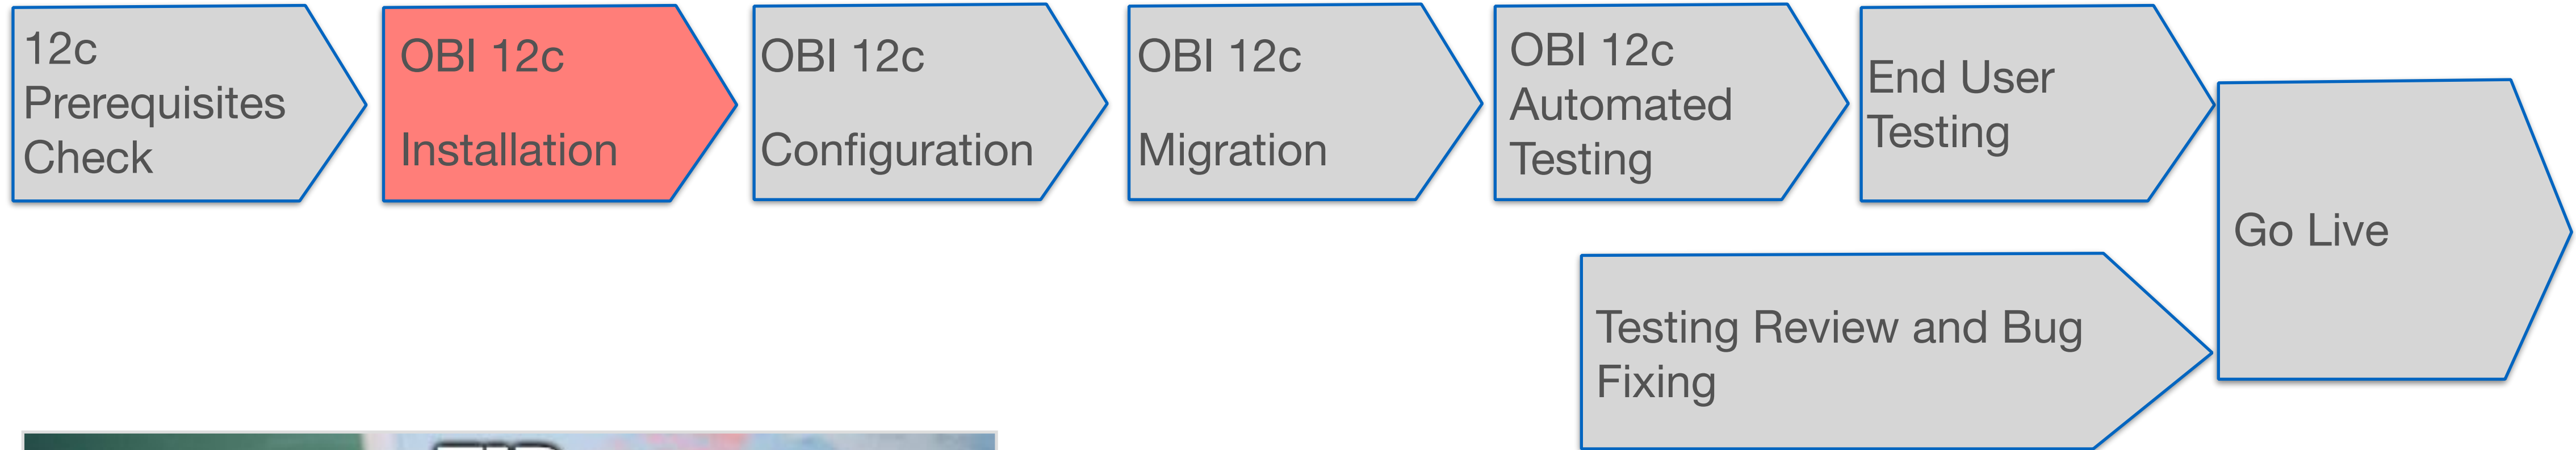 12c
Prerequisites
Check
OBI 12c
Installation
OBI 12c
Configuration
OBI 12c
Migration
OBI 12c
Automated
Testing
End User
Testing
Go Live
Testing Review and Bug
Fixing